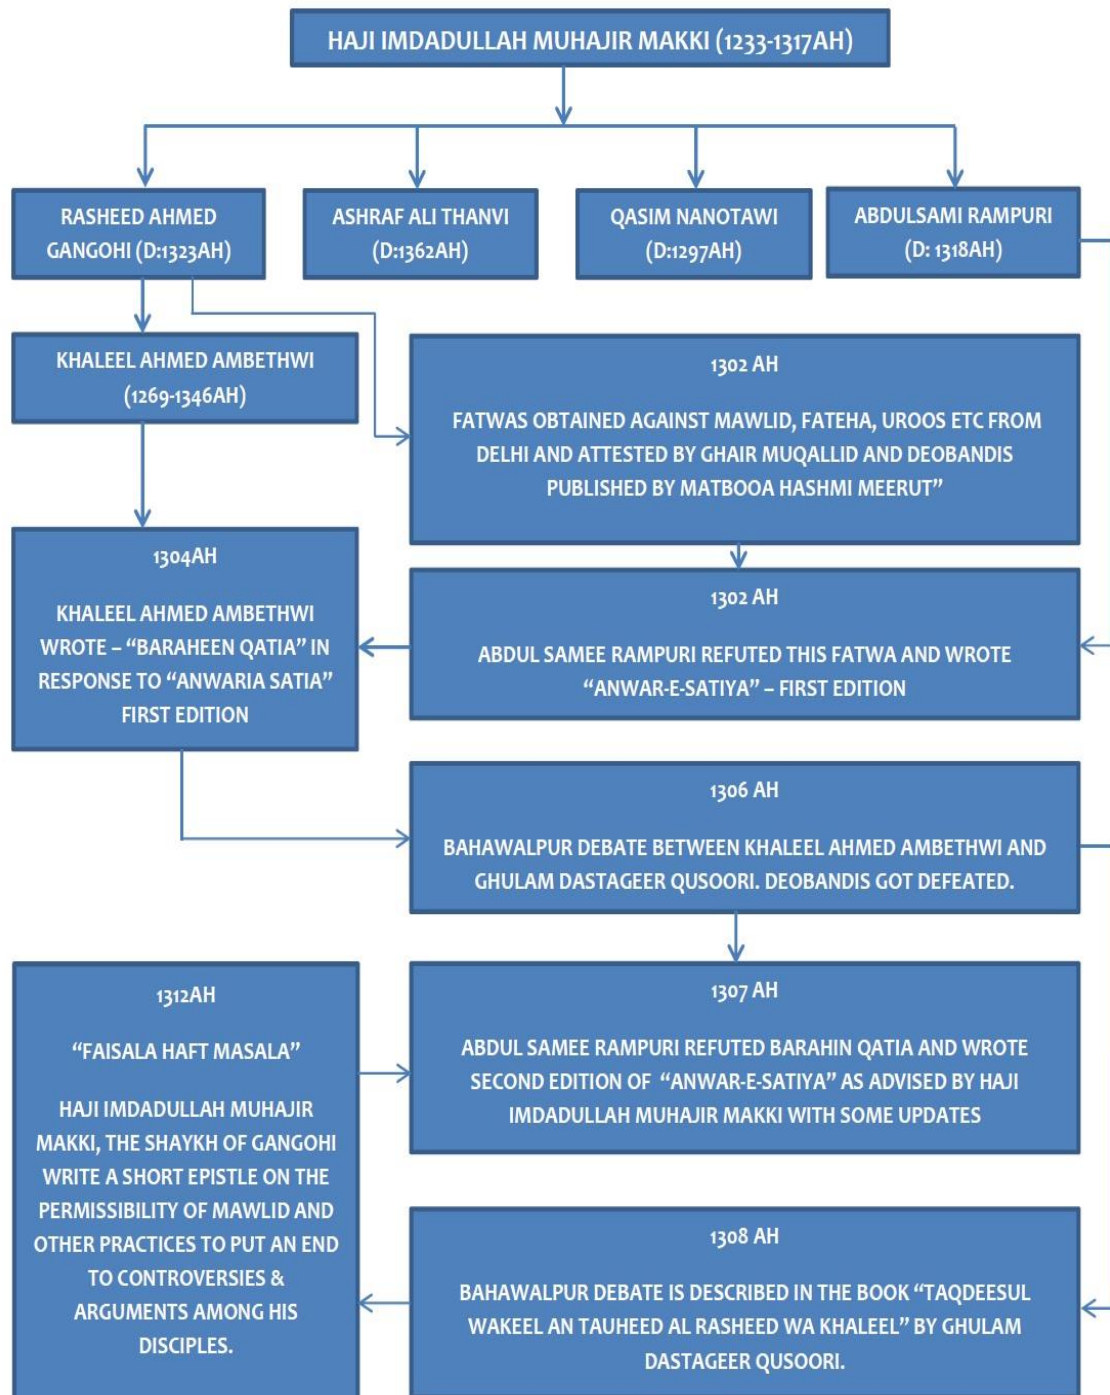 HAJI IMDADULLAH MUHAJIR MAKKI (1233-1317AH)
RASHEED AHMED
GANGOHI (D:1323AH)
ASHRAF ALI THANVI
(D:1362AH)
QASIM NANOTAWI
(D:1297AH)
ABDULSAMI RAMPURI
(D: 1318AH)
KHALEEL AHMED AMBETHWI
(1269-1346AH)
1302 AH
FATWAS OBTAINED AGAINST MAWLID, FATEHA, UROOS ETC FROM
DELHI AND ATTESTED BY GHAIR MUQALLID AND DEOBANDIS
PUBLISHED BY MATBOOA HASHMI MEERUT”
1302 AH
ABDUL SAMEE RAMPURI REFUTED THIS FATWA AND WROTE
“ANWAR-E-SATIYA” – FIRST EDITION
1304AH
KHALEEL AHMED AMBETHWI
WROTE – “BARAHEEN QATIA” IN
RESPONSE TO “ANWARIA SATIA”
FIRST EDITION
1306 AH
BAHAWALPUR DEBATE BETWEEN KHALEEL AHMED AMBETHWI AND
GHULAM DASTAGEER QUSOORI. DEOBANDIS GOT DEFEATED.
1307 AH
ABDUL SAMEE RAMPURI REFUTED BARAHIN QATIA AND WROTE
SECOND EDITION OF “ANWAR-E-SATIYA” AS ADVISED BY HAJI
IMDADULLAH MUHAJIR MAKKI WITH SOME UPDATES
1308 AH
BAHAWALPUR DEBATE IS DESCRIBED IN THE BOOK “TAQDEESUL
WAKEEL AN TAUHEED AL RASHEED WA KHALEEL” BY GHULAM
DASTAGEER QUSOORI.
1312AH
“FAISALA HAFT MASALA”
HAJI IMDADULLAH MUHAJIR
MAKKI, THE SHAYKH OF GANGOHI
WRITE A SHORT EPISTLE ON THE
PERMISSIBILITY OF MAWLID AND
OTHER PRACTICES TO PUT AN END
TO CONTROVERSIES &
ARGUMENTS AMONG HIS
DISCIPLES.